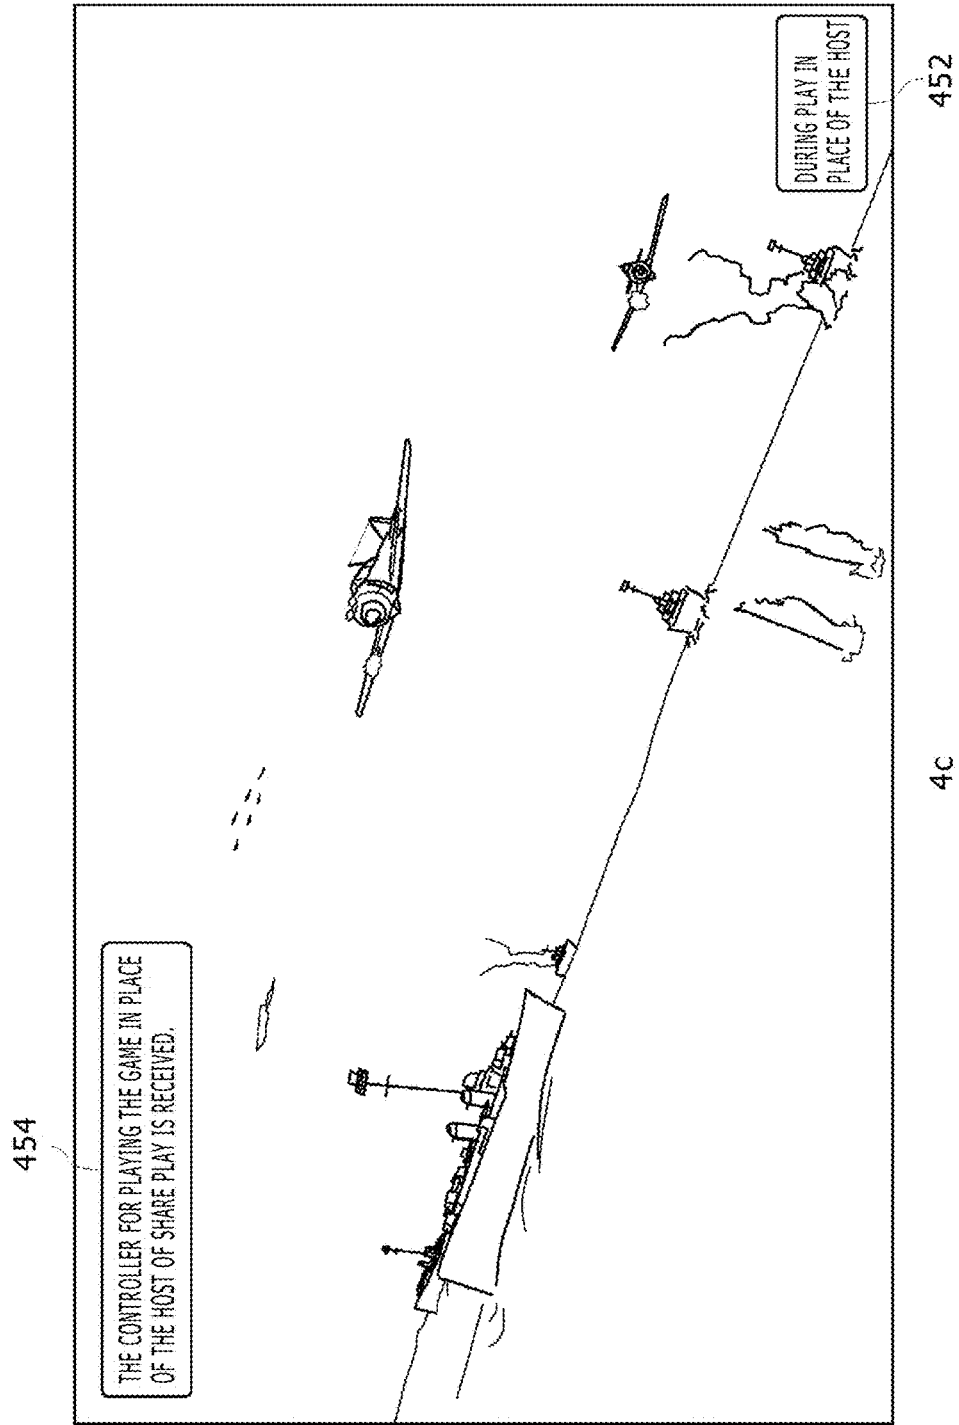 454
THE CONTROLLER FOR PLAYING THE GAME IN PLACE
OF THE HOST OF SHARE PLAY IS RECEIVED.
DURING PLAY IN
PLACE OF THE HOST
452
4c